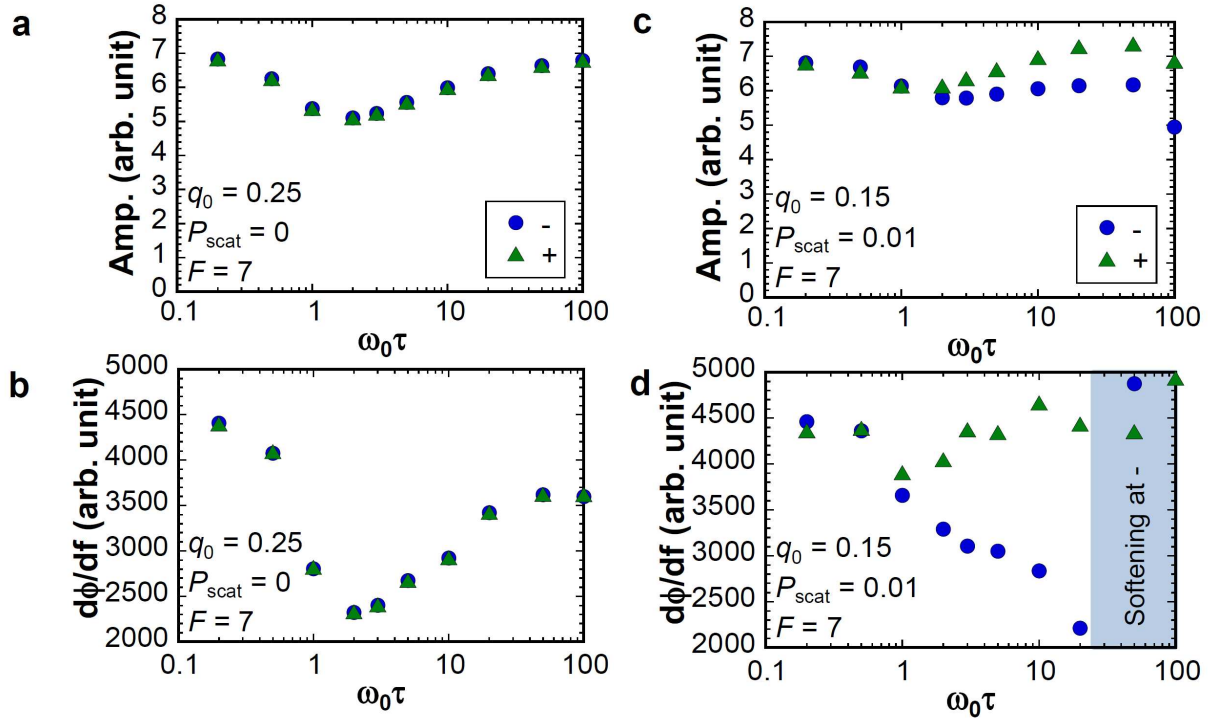 a
Amp. (arb. unit)
8
7
6
5
4
3
2
1
0
q0 = 0.25
Pscat = 0
F = 7
-
+
0.1 1 10 100
ω0τ
b
dϕ/df (arb. unit)
5000
4500
4000
3500
3000
2500
2000
q0 = 0.25
Pscat = 0
F = 7
0.1 1 10 100
ω0τ
c
Amp. (arb. unit)
8
7
6
5
4
3
2
1
0
q0 = 0.15
Pscat = 0.01
F = 7
-
+
0.1 1 10 100
ω0τ
d
dϕ/df (arb. unit)
5000
4500
4000
3500
3000
2500
2000
q0 = 0.15
Pscat = 0.01
F = 7
Softening at -
0.1 1 10 100
ω0τ